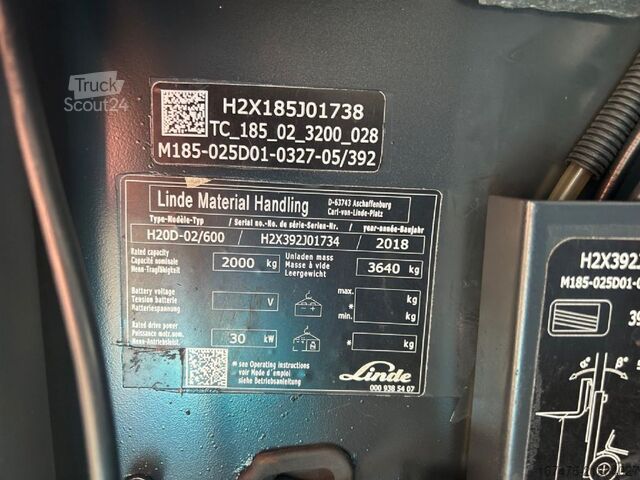 Truck
Scout24
H2X185J01738
TC_185_02_3200_028
M185-025D01-0327-05/392
Linde Material Handling
D-63743 Aschaffenburg
Carl-von-Linde-Platz
Type-Modèle-Typ / Serial no.-No. de série-Serien-Nr. / year-année-Baujahr
H20D-02/600 / H2X392J01734 / 2018
Rated capacity
Capacité nominale
Nenn-Tragfähigkeit
2000 kg
Unladen mass
Masse à vide
Leergewicht
3640 kg
Battery voltage
Tension batterie
Batteriespannung
V
max.
kg
*
min.
kg
Rated drive power
Puissance motr.nom.
Nenn-Antriebsleist.
30 kW
* kg
* see Operating instructions
voir Mode d'emploi
siehe Betriebsanleitung
Linde
000 938 54 07
H2X392J
M185-025D01-0
39
6°
8°